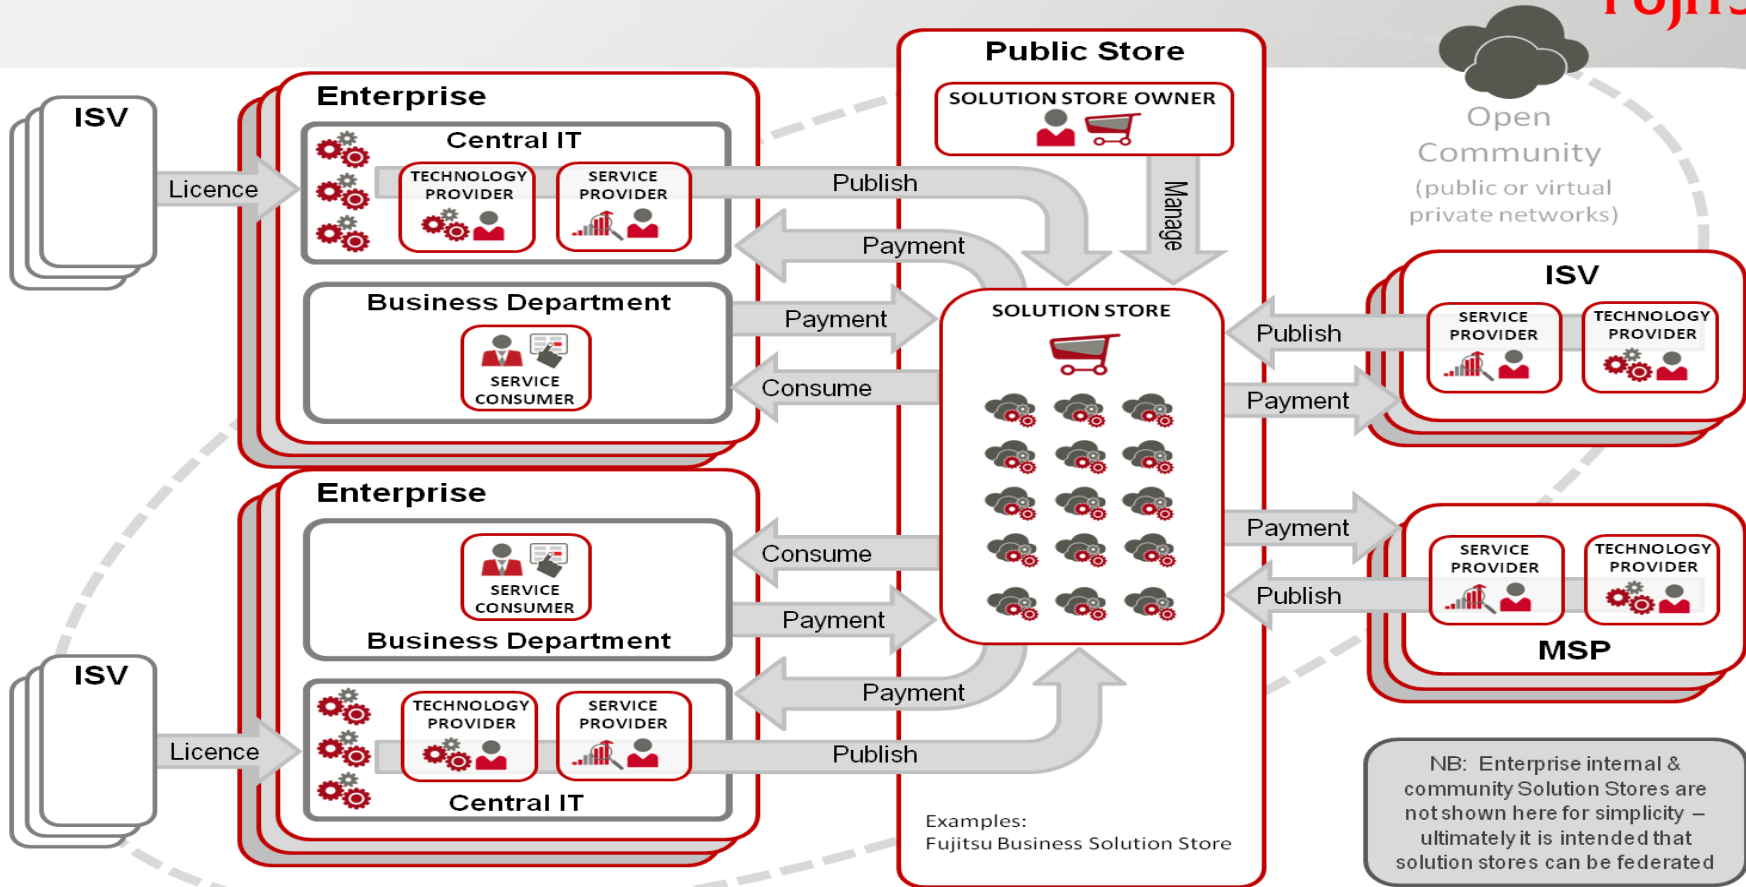 Public Store
SOLUTION STORE OWNER
Manage
Open
Community
(public or virtual
private networks)
ISV
Licence
Enterprise
Central IT
TECHNOLOGY
PROVIDER
SERVICE
PROVIDER
Publish
Payment
Business Department
SERVICE
CONSUMER
Payment
Consume
SOLUTION STORE
ISV
SERVICE
PROVIDER
TECHNOLOGY
PROVIDER
Publish
Payment
Enterprise
SERVICE
CONSUMER
Business Department
Consume
Payment
Payment
SERVICE
PROVIDER
TECHNOLOGY
PROVIDER
Publish
MSP
ISV
Licence
TECHNOLOGY
PROVIDER
SERVICE
PROVIDER
Central IT
Payment
Publish
Examples:
Fujitsu Business Solution Store
NB: Enterprise internal &
community Solution Stores are
not shown here for simplicity –
ultimately it is intended that
solution stores can be federated